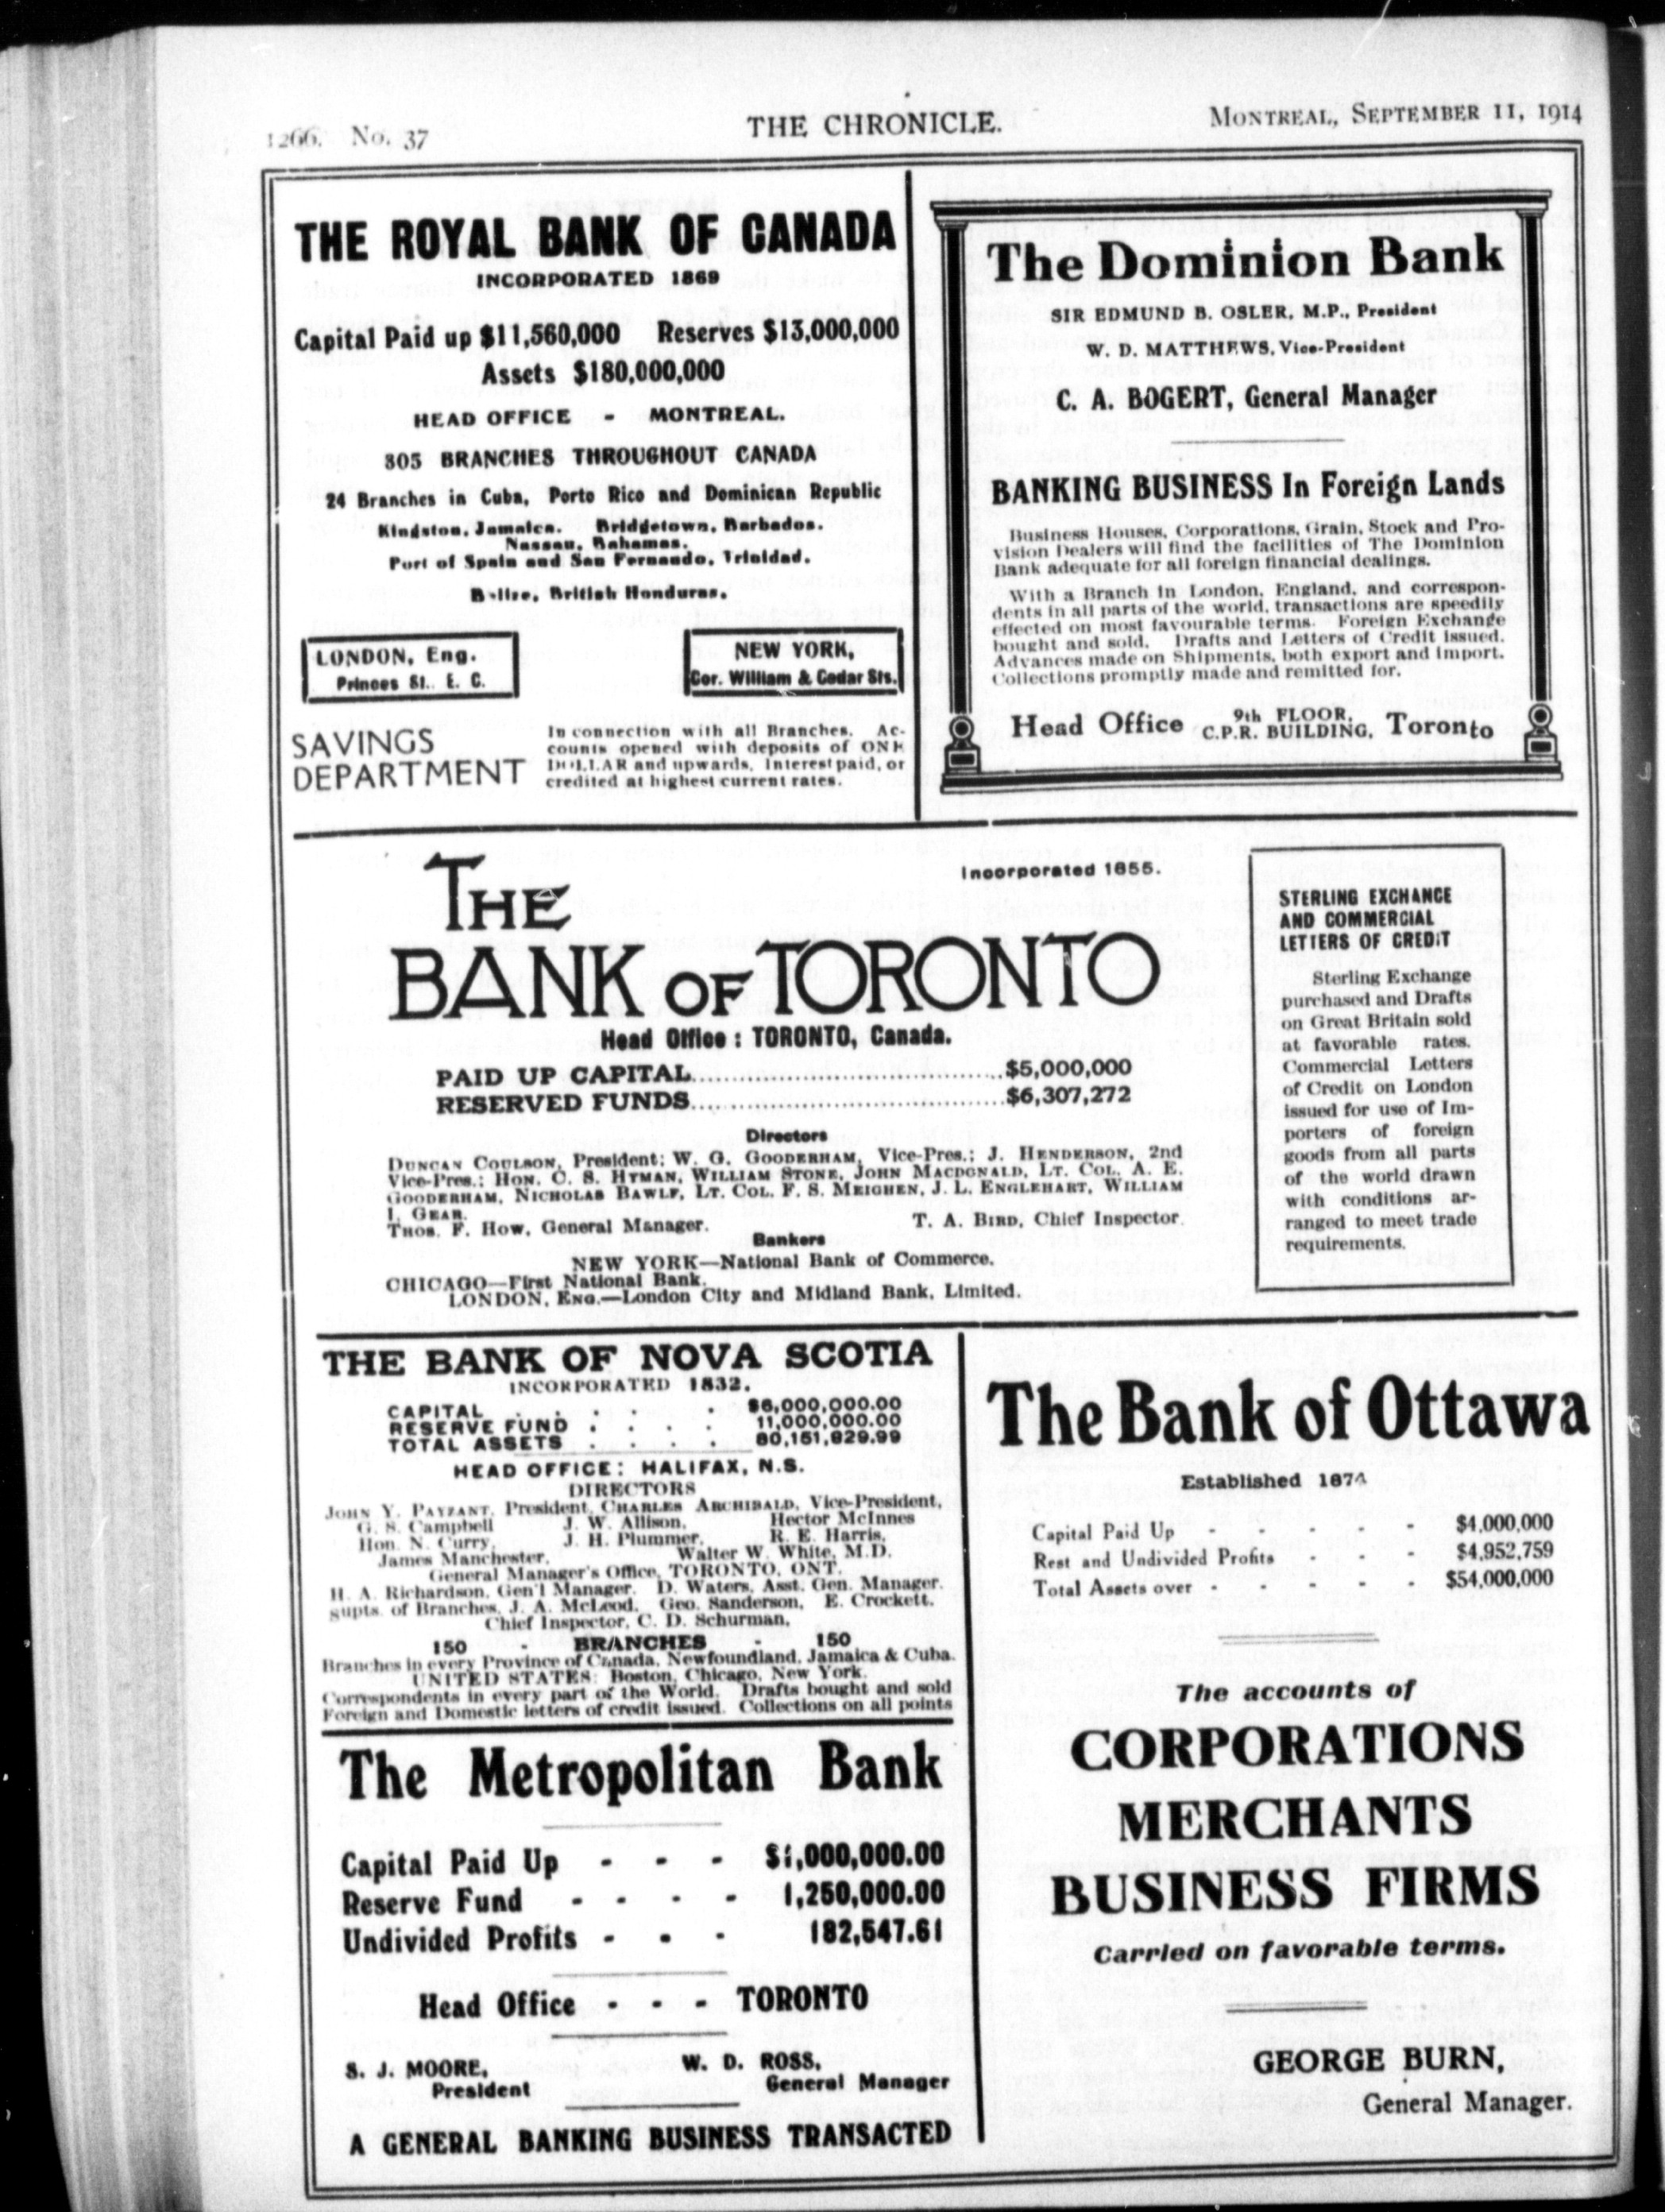 1266. No. 37
THE CHRONICLE.
MONTREAL, SEPTEMBER 11, 1914
THE ROYAL BANK OF CANADA
INCORPORATED 1869
Capital Paid up $11,560,000 Reserves $13,000,000
Assets $180,000,000
HEAD OFFICE - MONTREAL.
305 BRANCHES THROUGHOUT CANADA
24 Branches in Cuba, Porto Rico and Dominican Republic
Kingston, Jamaica. Bridgetown, Barbados.
Nassau, Bahamas.
Port of Spain and San Fernando, Trinidad.
Belize, British Honduras.
LONDON, Eng.
Princes St. E. C.
NEW YORK,
Cor. William & Cedar Sts.
SAVINGS
DEPARTMENT
In connection with all Branches. Ac-
counts opened with deposits of ONE
DOLLAR and upwards. Interest paid, or
credited at highest current rates.
The Dominion Bank
SIR EDMUND B. OSLER, M.P., President
W. D. MATTHEWS, Vice-President
C. A. BOGERT, General Manager
BANKING BUSINESS In Foreign Lands
Business Houses, Corporations, Grain, Stock and Pro-
vision Dealers will find the facilities of The Dominion
Bank adequate for all foreign financial dealings.
With a Branch in London, England, and correspon-
dents in all parts of the world, transactions are speedily
effected on most favourable terms. Foreign Exchange
bought and sold. Drafts and Letters of Credit issued.
Advances made on Shipments, both export and import.
Collections promptly made and remitted for.
Head Office 9th FLOOR, C.P.R. BUILDING, Toronto
THE
Incorporated 1855.
BANK OF TORONTO
Head Office : TORONTO, Canada.
PAID UP CAPITAL........................................$5,000,000
RESERVED FUNDS........................................$6,307,272
Directors
DUNCAN COULSON, President; W. G. GOODERHAM, Vice-Pres.; J. HENDERSON, 2nd
Vice-Pres.; HON. C. S. HYMAN, WILLIAM STONE, JOHN MACDONALD, LT. COL. A. E.
GOODERHAM, NICHOLAS BAWLF, LT. COL. F. S. MEIGHEN, J. L. ENGLEHART, WILLIAM
I. GEAR.
THOS. F. How, General Manager. T. A. BIRD, Chief Inspector.
Bankers
NEW YORK—National Bank of Commerce.
CHICAGO—First National Bank.
LONDON, ENG.—London City and Midland Bank, Limited.
STERLING EXCHANGE
AND COMMERCIAL
LETTERS OF CREDIT
Sterling Exchange
purchased and Drafts
on Great Britain sold
at favorable rates.
Commercial Letters
of Credit on London
issued for use of Im-
porters of foreign
goods from all parts
of the world drawn
with conditions ar-
ranged to meet trade
requirements.
THE BANK OF NOVA SCOTIA
INCORPORATED 1832.
CAPITAL . . . . . $6,000,000.00
RESERVE FUND . . . . 11,000,000.00
TOTAL ASSETS . . . . 80,151,829.99
HEAD OFFICE: HALIFAX, N.S.
DIRECTORS
JOHN Y. PAYZANT, President, CHARLES ARCHIBALD, Vice-President,
G. S. Campbell J. W. Allison, Hector McInnes
Hon. N. Curry, J. H. Plummer, R. E. Harris,
James Manchester, Walter W. White, M.D.
General Manager's Office, TORONTO, ONT.
H. A. Richardson, Gen'l Manager. D. Waters, Asst. Gen. Manager.
Supts. of Branches, J. A. McLeod, Geo. Sanderson, E. Crockett.
Chief Inspector, C. D. Schurman.
150 - BRANCHES - 150
Branches in every Province of Canada, Newfoundland, Jamaica & Cuba.
UNITED STATES: Boston, Chicago, New York.
Correspondents in every part of the World. Drafts bought and sold
Foreign and Domestic letters of credit issued. Collections on all points
The Metropolitan Bank
Capital Paid Up - - - $1,000,000.00
Reserve Fund - - - - 1,250,000.00
Undivided Profits - - - 182,547.61
Head Office - - - TORONTO
S. J. MOORE, W. D. ROSS,
President General Manager
A GENERAL BANKING BUSINESS TRANSACTED
The Bank of Ottawa
Established 1874
Capital Paid Up - - - - - $4,000,000
Rest and Undivided Profits - - - $4,952,759
Total Assets over - - - - - $54,000,000
The accounts of
CORPORATIONS
MERCHANTS
BUSINESS FIRMS
Carried on favorable terms.
GEORGE BURN,
General Manager.